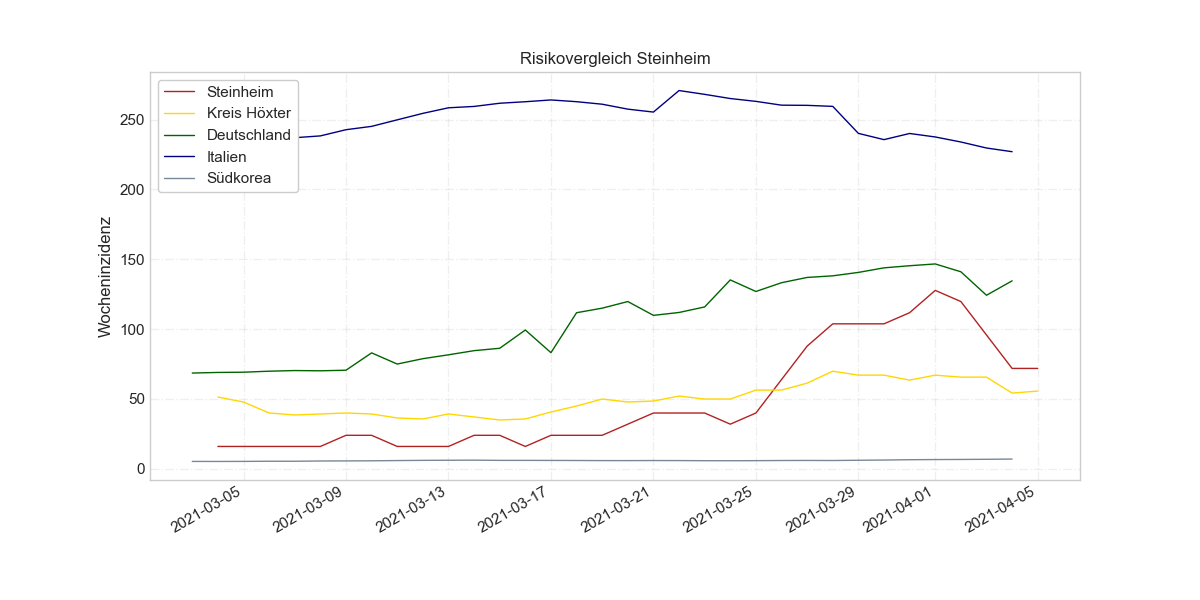 Risikovergleich Steinheim
Steinheim
Kreis Höxter
Deutschland
Italien
Südkorea
Wocheninzidenz
250
200
150
100
50
0
2021-03-05
2021-03-09
2021-03-13
2021-03-17
2021-03-21
2021-03-25
2021-03-29
2021-04-01
2021-04-05